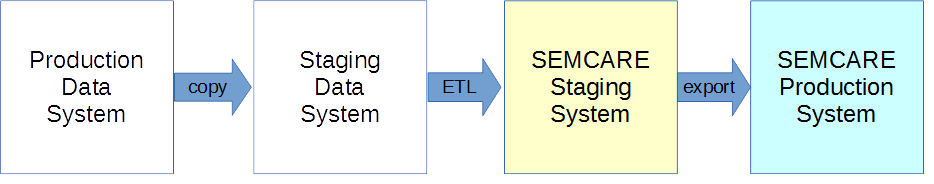 Production
Data
System
copy
Staging
Data
System
ETL
SEMCARE
Staging
System
export
SEMCARE
Production
System